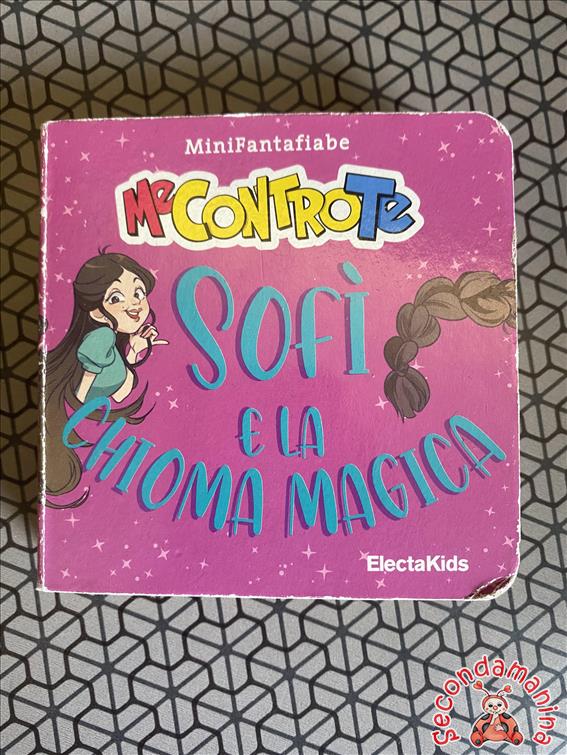 MiniFantafiabe
Me CONTRO Te
SOFÌ
E LA
CHIOMA MAGICA
ElectaKids
Secondamanina